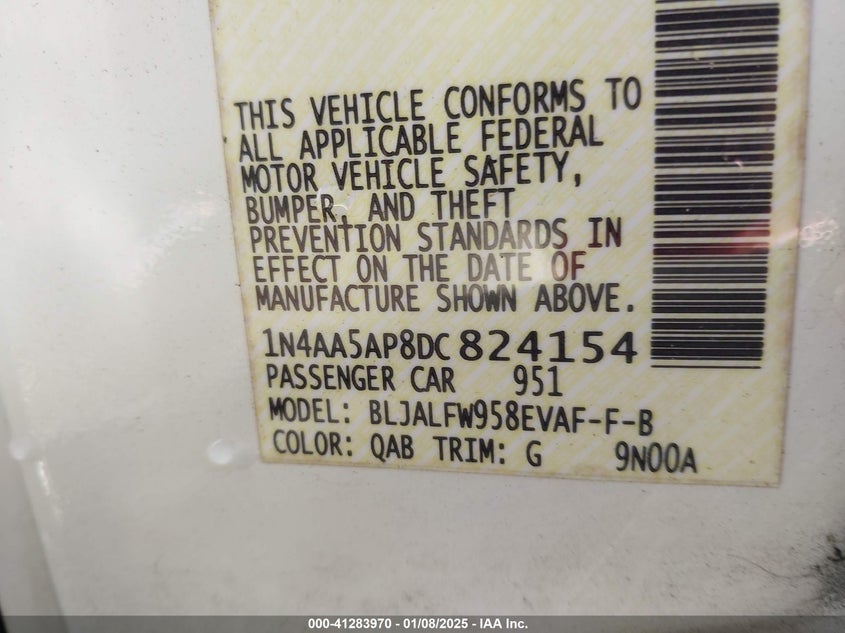 THIS VEHICLE CONFORMS TO
ALL APPLICABLE FEDERAL
MOTOR VEHICLE SAFETY,
BUMPER, AND THEFT
PREVENTION STANDARDS IN
EFFECT ON THE DATE OF
MANUFACTURE SHOWN ABOVE.
1N4AA5AP8DC824154
PASSENGER CAR 951
MODEL: BLJALFW958EVAF-F-B
COLOR: QAB TRIM: G 9N00A
000-41283970 — 01/08/2025 — IAA Inc.